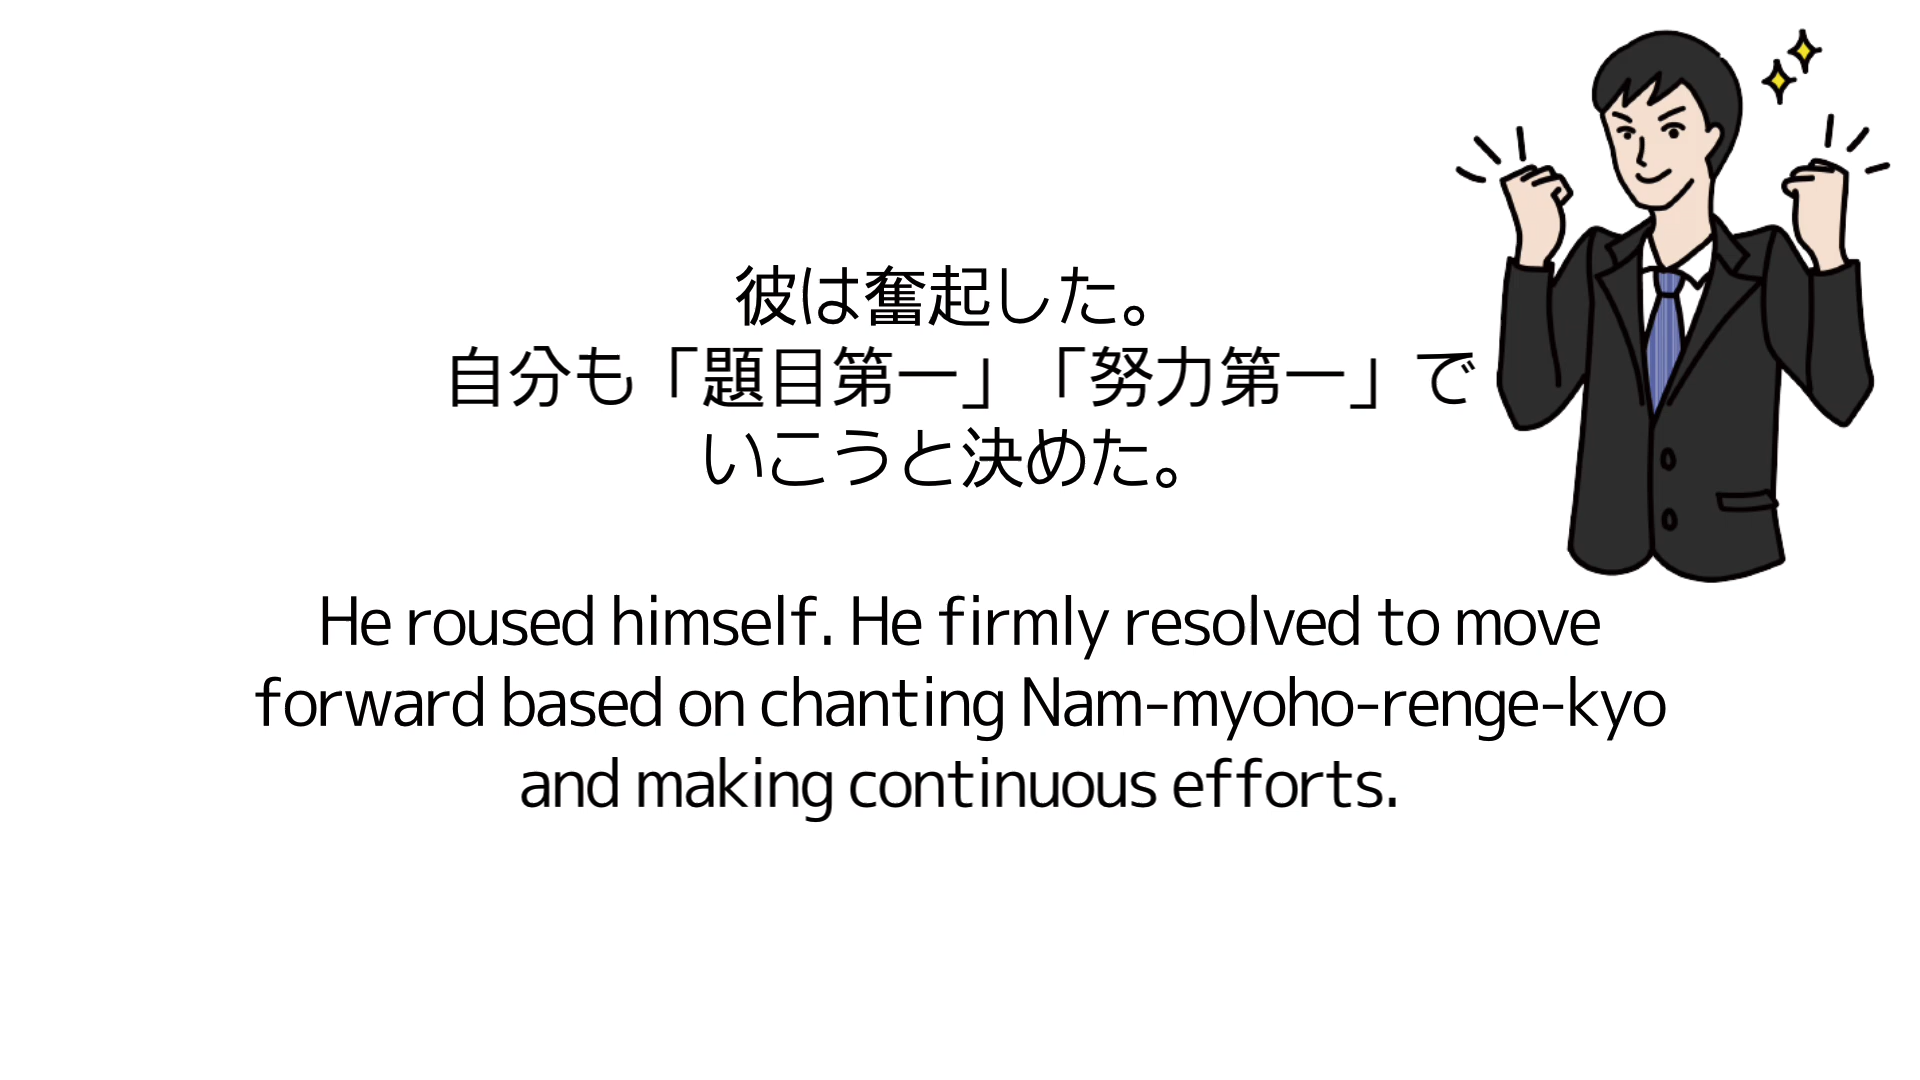 彼は奮起した。
自分も「題目第一」「努力第一」で
いこうと決めた。
He roused himself. He firmly resolved to move
forward based on chanting Nam-myoho-renge-kyo
and making continuous efforts.